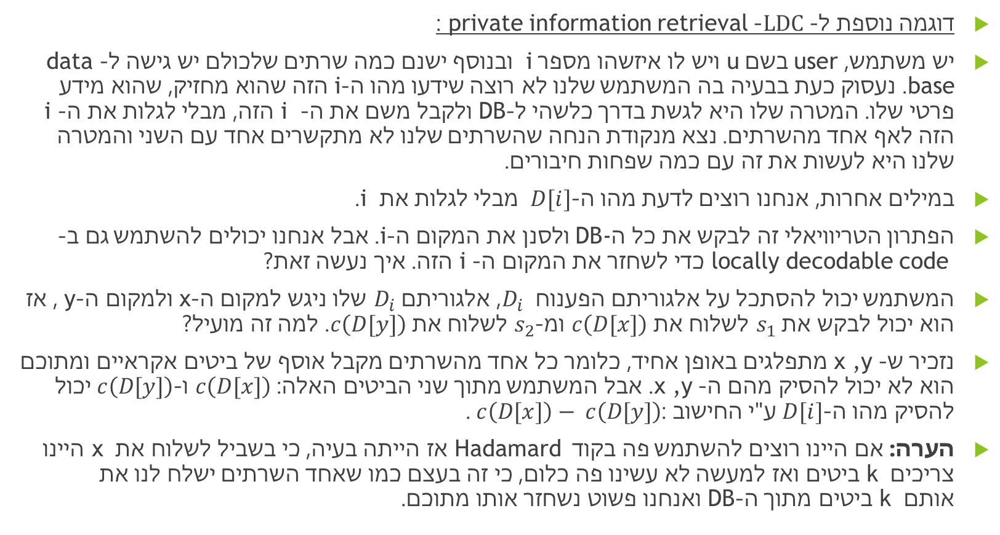 דוגמה נוספת ל- LDC- private information retrieval :
יש משתמש, user בשם u ויש לו איזשהו מספר i ובנוסף ישנם כמה שרתים שלכולם יש גישה ל- data
base. נעסוק כעת בבעיה בה המשתמש שלנו לא רוצה שידעו מהו ה-i הזה שהוא מחזיק, שהוא מידע
פרטי שלו. המטרה שלו היא לגשת בדרך כלשהי ל-DB ולקבל משם את ה- i הזה, מבלי לגלות את ה- i
הזה לאף אחד מהשרתים. נצא מנקודת הנחה שהשרתים שלנו לא מתקשרים אחד עם השני והמטרה
שלנו היא לעשות את זה עם כמה שפחות חיבורים.
במילים אחרות, אנחנו רוצים לדעת מהו ה-D[i] מבלי לגלות את i.
הפתרון הטריוויאלי זה לבקש את כל ה-DB ולסנן את המקום ה-i. אבל אנחנו יכולים להשתמש גם ב-
locally decodable code כדי לשחזר את המקום ה- i הזה. איך נעשה זאת?
המשתמש יכול להסתכל על אלגוריתם הפענוח D_i, אלגוריתם D_i שלו ניגש למקום ה-x ולמקום ה-y , אז
הוא יכול לבקש את s_1 לשלוח את c(D[x]) ומ-s_2 לשלוח את c(D[y]). למה זה מועיל?
נזכיר ש- x ,y מתפלגים באופן אחיד, כלומר כל אחד מהשרתים מקבל אוסף של ביטים אקראיים ומתוכם
הוא לא יכול להסיק מהם ה- x ,y. אבל המשתמש מתוך שני הביטים האלה: c(D[x]) ו-c(D[y]) יכול
להסיק מהו ה-D[i] ע"י החישוב :c(D[x]) − c(D[y]) .
הערה: אם היינו רוצים להשתמש פה בקוד Hadamard אז הייתה בעיה, כי בשביל לשלוח את x היינו
צריכים k ביטים ואז למעשה לא עשינו פה כלום, כי זה בעצם כמו שאחד השרתים ישלח לנו את
אותם k ביטים מתוך ה-DB ואנחנו פשוט נשחזר אותו מתוכם.